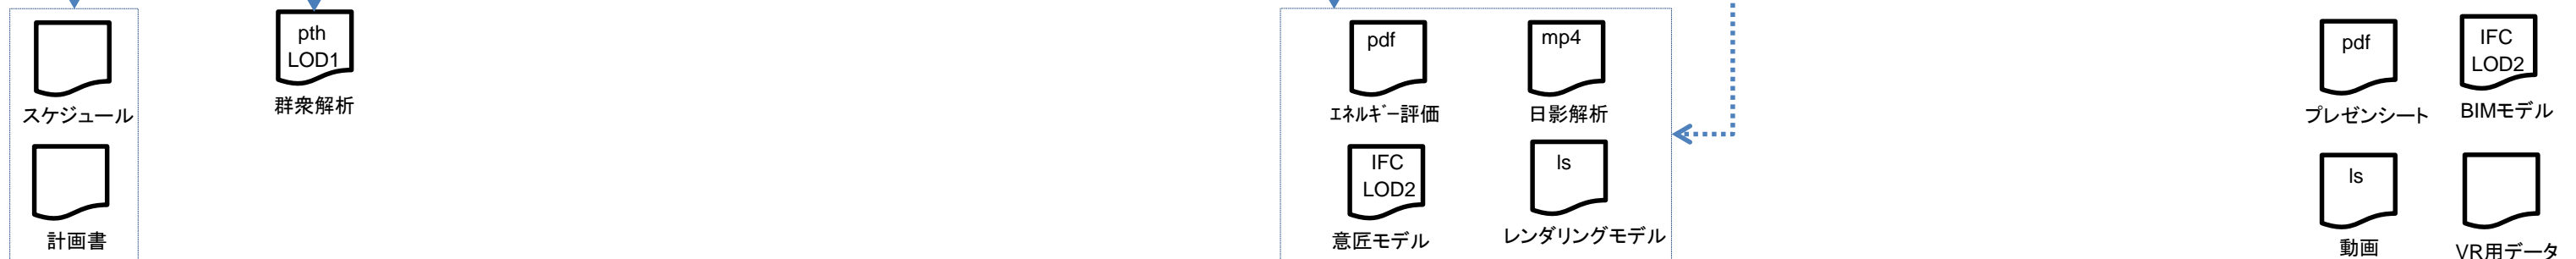 スケジュール
計画書
pth
LOD1
群衆解析
pdf
エネルギー評価
mp4
日影解析
IFC
LOD2
意匠モデル
ls
レンダリングモデル
pdf
プレゼンシート
IFC
LOD2
BIMモデル
ls
動画
VR用データ